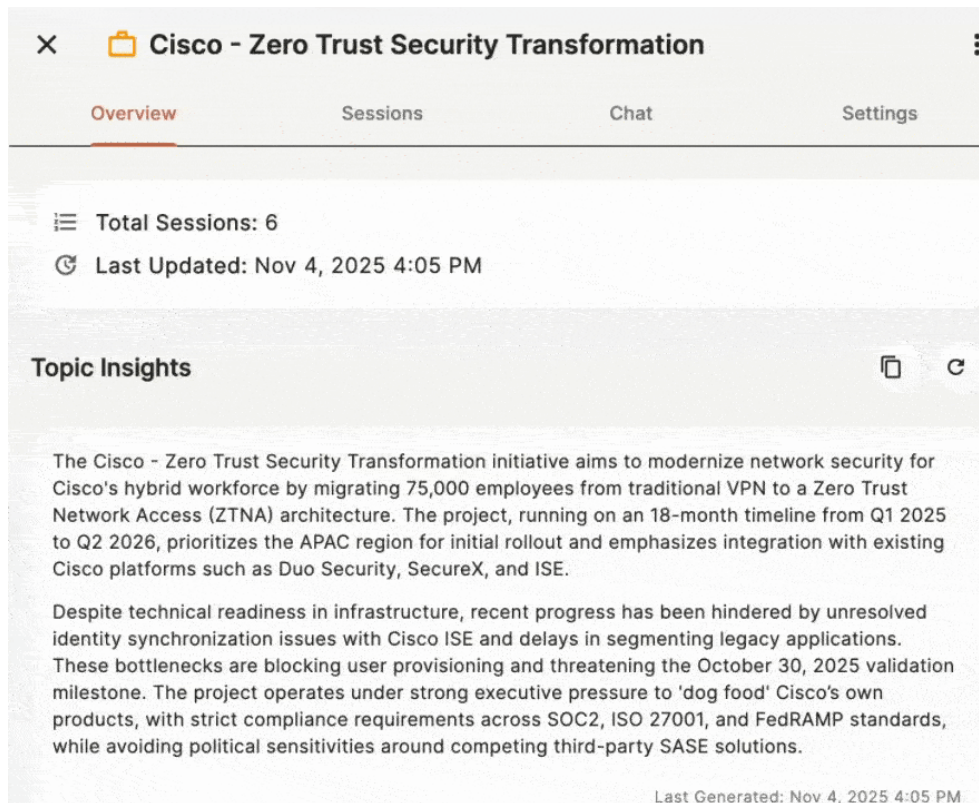 Cisco - Zero Trust Security Transformation
Overview Sessions Chat Settings
Total Sessions: 6
Last Updated: Nov 4, 2025 4:05 PM
Topic Insights
The Cisco - Zero Trust Security Transformation initiative aims to modernize network security for
Cisco's hybrid workforce by migrating 75,000 employees from traditional VPN to a Zero Trust
Network Access (ZTNA) architecture. The project, running on an 18-month timeline from Q1 2025
to Q2 2026, prioritizes the APAC region for initial rollout and emphasizes integration with existing
Cisco platforms such as Duo Security, SecureX, and ISE.
Despite technical readiness in infrastructure, recent progress has been hindered by unresolved
identity synchronization issues with Cisco ISE and delays in segmenting legacy applications.
These bottlenecks are blocking user provisioning and threatening the October 30, 2025 validation
milestone. The project operates under strong executive pressure to 'dog food' Cisco’s own
products, with strict compliance requirements across SOC2, ISO 27001, and FedRAMP standards,
while avoiding political sensitivities around competing third-party SASE solutions.
Last Generated: Nov 4, 2025 4:05 PM